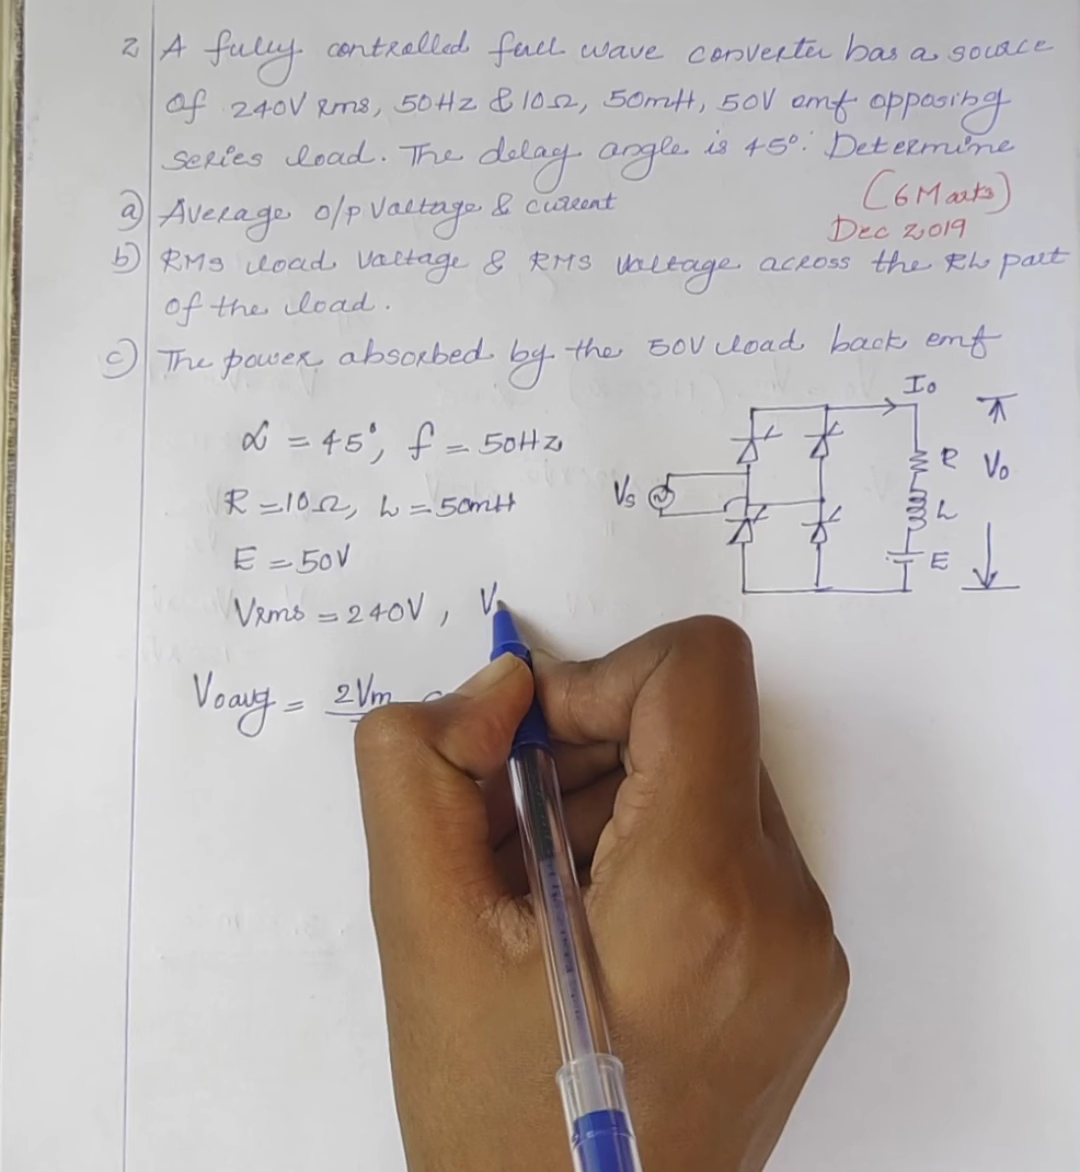 2 A fully controlled full wave converter has a source
of 240V rms, 50Hz & 10Ω, 50mH, 50V emf opposing
series load. The delay angle is 45°. Determine
(6 Marks)
a) Average o/p Valtage & current
Dec 2019
b) RMS load Valtage & RMS Valtage across the RL part
of the load.
c) The power absorbed by the 50V load back emf
α = 45°, f = 50Hz
R = 10Ω, L = 50mH
E = 50V
Vrms = 240V, V
Voavg = 2Vm
Io
R
Vo
Vs
L
E